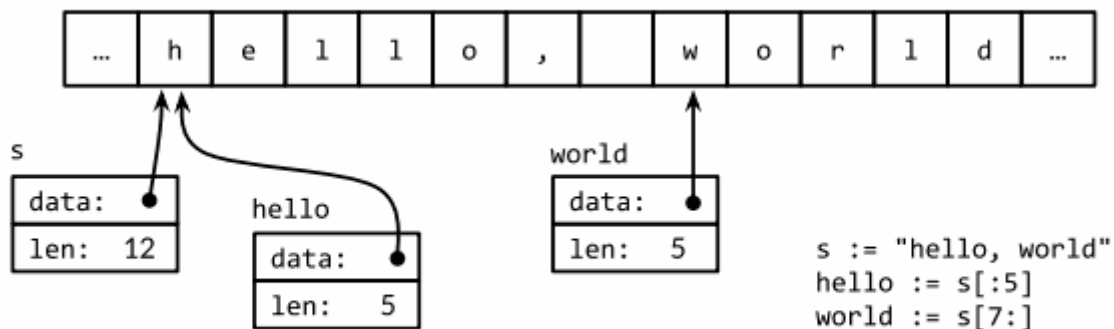 … h e l l o , w o r l d …
s
data:
len: 12
hello
data:
len: 5
world
data:
len: 5
s := "hello, world"
hello := s[:5]
world := s[7:]